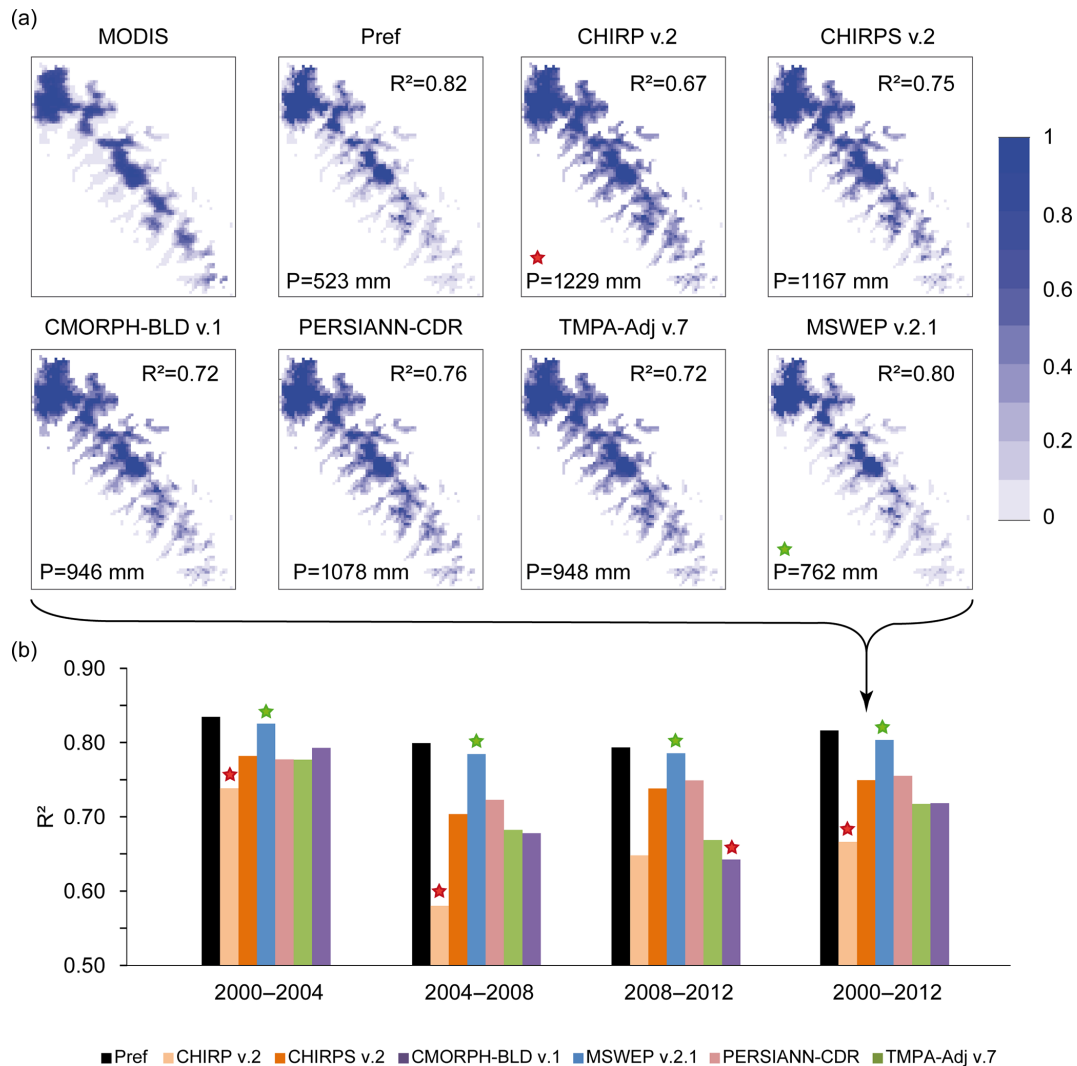 (a)
MODIS Pref CHIRP v.2 CHIRPS v.2
R²=0.82 R²=0.67 R²=0.75
P=523 mm P=1229 mm P=1167 mm
1
0.8
0.6
0.4
0.2
0
CMORPH-BLD v.1 PERSIANN-CDR TMPA-Adj v.7 MSWEP v.2.1
R²=0.72 R²=0.76 R²=0.72 R²=0.80
P=946 mm P=1078 mm P=948 mm P=762 mm
(b)
R²
0.90
0.80
0.70
0.60
0.50
2000–2004 2004–2008 2008–2012 2000–2012
Pref CHIRP v.2 CHIRPS v.2 CMORPH-BLD v.1 MSWEP v.2.1 PERSIANN-CDR TMPA-Adj v.7